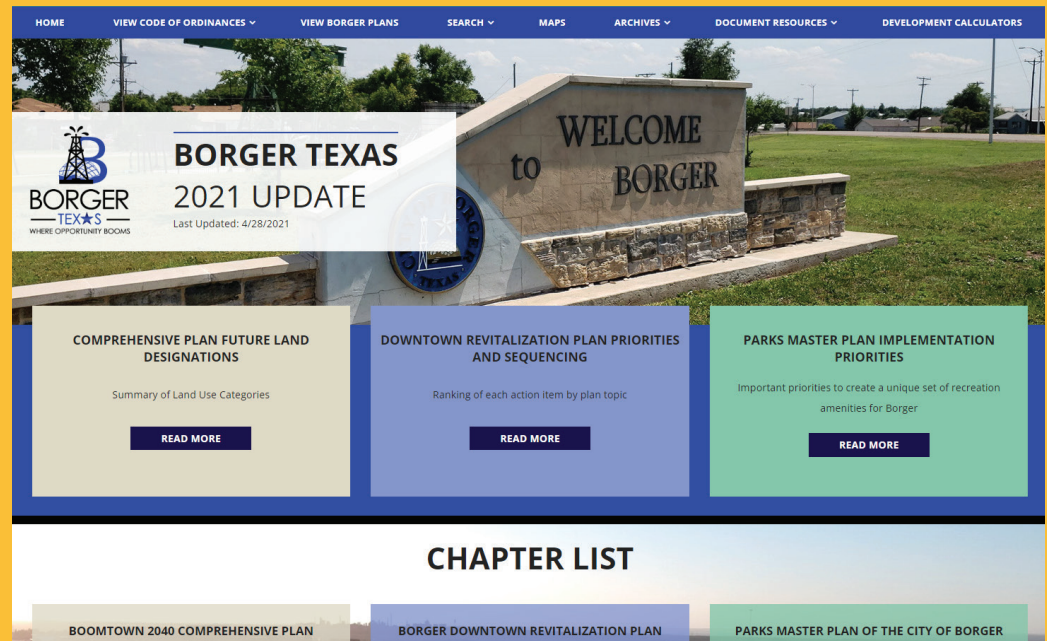 HOME VIEW CODE OF ORDINANCES VIEW BORGER PLANS SEARCH MAPS ARCHIVES DOCUMENT RESOURCES DEVELOPMENT CALCULATORS
WELCOME
to BORGER
BORGER
TEXAS
WHERE OPPORTUNITY BOOMS
BORGER TEXAS
2021 UPDATE
Last Updated: 4/28/2021
COMPREHENSIVE PLAN FUTURE LAND
DESIGNATIONS
Summary of Land Use Categories
READ MORE
DOWNTOWN REVITALIZATION PLAN PRIORITIES
AND SEQUENCING
Ranking of each action item by plan topic
READ MORE
PARKS MASTER PLAN IMPLEMENTATION
PRIORITIES
Important priorities to create a unique set of recreation
amenities for Borger
READ MORE
CHAPTER LIST
BOOMTOWN 2040 COMPREHENSIVE PLAN
BORGER DOWNTOWN REVITALIZATION PLAN
PARKS MASTER PLAN OF THE CITY OF BORGER